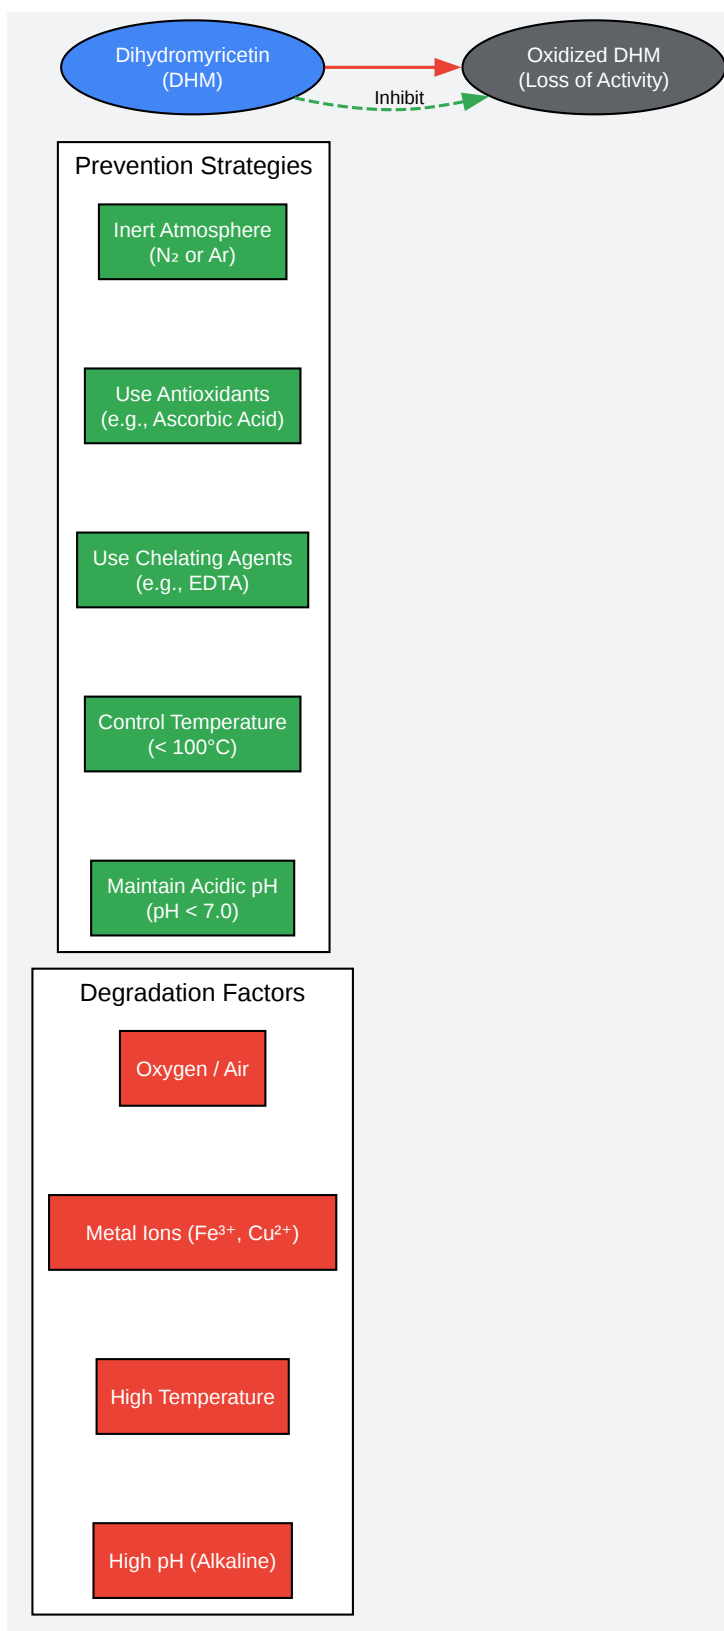 Dihydromyricetin
(DHM)
Oxidized DHM
(Loss of Activity)
Inhibit
Prevention Strategies
Inert Atmosphere
(N₂ or Ar)
Use Antioxidants
(e.g., Ascorbic Acid)
Use Chelating Agents
(e.g., EDTA)
Control Temperature
(< 100°C)
Maintain Acidic pH
(pH < 7.0)
Degradation Factors
Oxygen / Air
Metal Ions (Fe³⁺, Cu²⁺)
High Temperature
High pH (Alkaline)